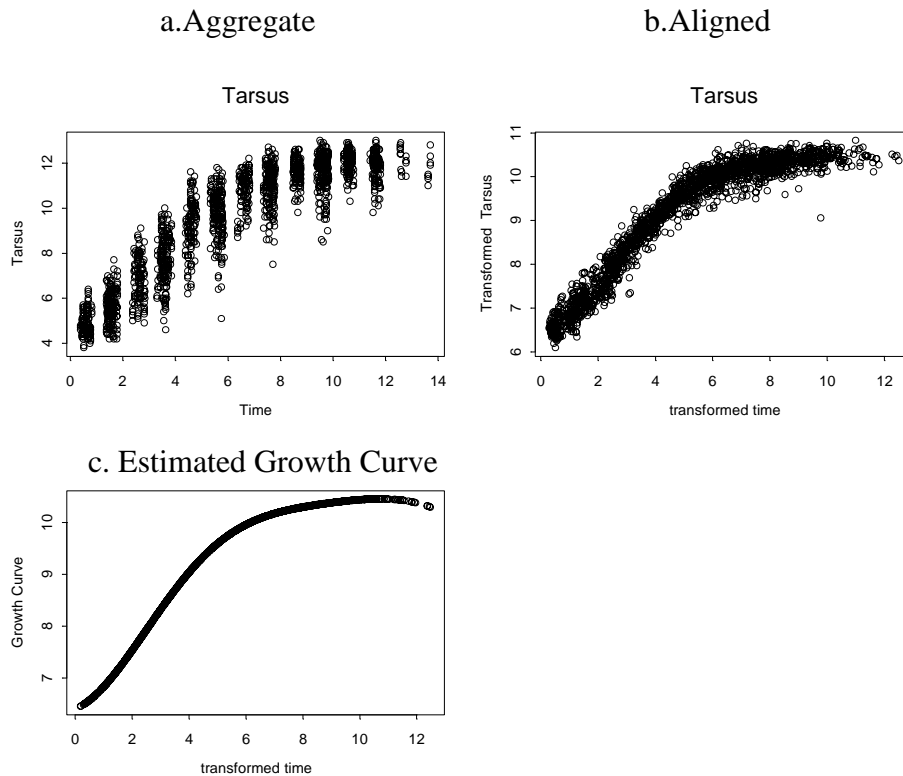 a.Aggregate
b.Aligned
Tarsus
Tarsus
Tarsus
4 6 8 10 12
0 2 4 6 8 10 12 14
Time
Transformed Tarsus
6 7 8 9 10 11
0 2 4 6 8 10 12
transformed time
c. Estimated Growth Curve
Growth Curve
7 8 9 10
0 2 4 6 8 10 12
transformed time